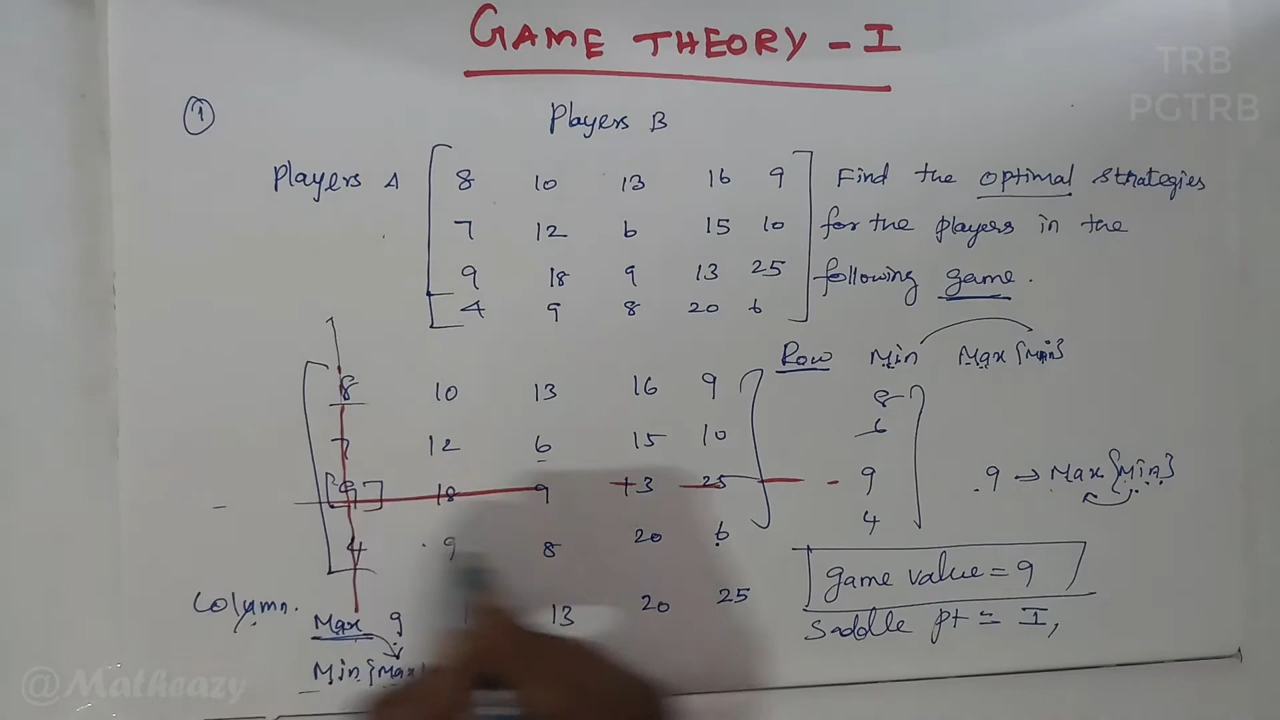 GAME THEORY - I
TRB
PGTRB
1
Players B
Players A 8 10 13 16 9 Find the optimal strategies
7 12 6 15 10 for the players in the
9 18 9 13 25 following game.
4 9 8 20 6
Row Min Max {Min}
8 10 13 16 9 8
7 12 6 15 10 6
[9] 18 9 13 25 9 9 → Max {Min}
4 9 8 20 6 4
game value = 9
Column. Max 9 13 20 25
Saddle pt = I,
Min {Max
@Matheazy